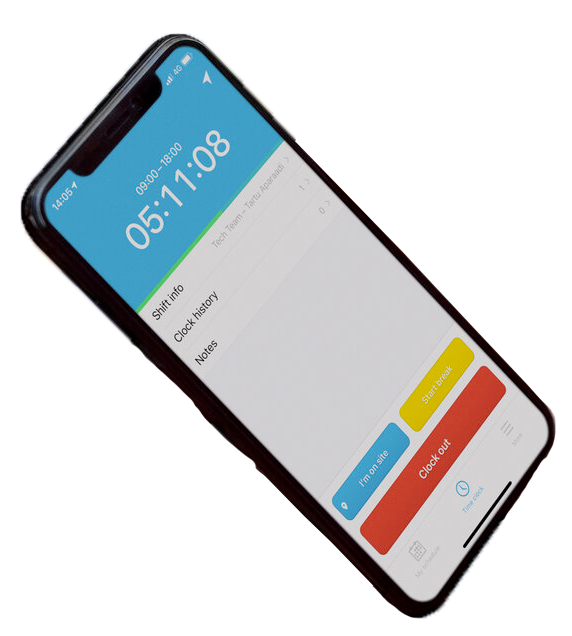 14:05
4G
09:00–18:00
05:11:08
Shift info
Tech Team – Tartu Aparaadi
Clock history
1
Notes
0
I'm on site
Start break
Clock out
My schedule
Time clock
More